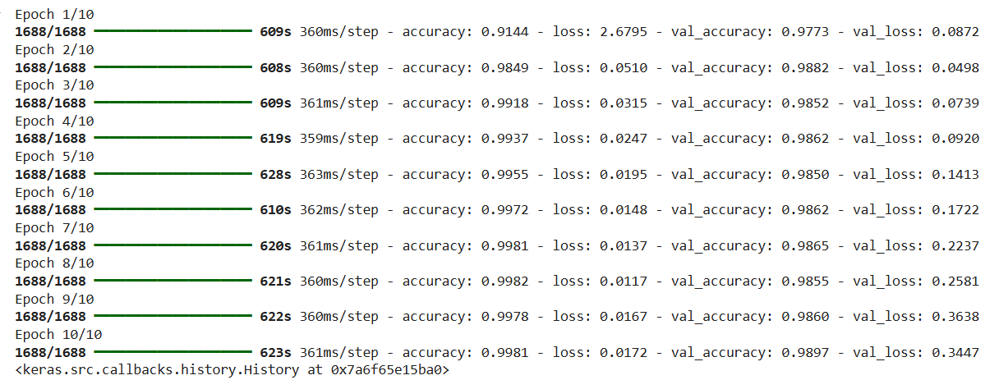 Epoch 1/10
1688/1688 ━━━━━━━━━━━━━━━━━━━━ 609s 360ms/step - accuracy: 0.9144 - loss: 2.6795 - val_accuracy: 0.9773 - val_loss: 0.0872
Epoch 2/10
1688/1688 ━━━━━━━━━━━━━━━━━━━━ 608s 360ms/step - accuracy: 0.9849 - loss: 0.0510 - val_accuracy: 0.9882 - val_loss: 0.0498
Epoch 3/10
1688/1688 ━━━━━━━━━━━━━━━━━━━━ 609s 361ms/step - accuracy: 0.9918 - loss: 0.0315 - val_accuracy: 0.9852 - val_loss: 0.0739
Epoch 4/10
1688/1688 ━━━━━━━━━━━━━━━━━━━━ 619s 359ms/step - accuracy: 0.9937 - loss: 0.0247 - val_accuracy: 0.9862 - val_loss: 0.0920
Epoch 5/10
1688/1688 ━━━━━━━━━━━━━━━━━━━━ 628s 363ms/step - accuracy: 0.9955 - loss: 0.0195 - val_accuracy: 0.9850 - val_loss: 0.1413
Epoch 6/10
1688/1688 ━━━━━━━━━━━━━━━━━━━━ 610s 362ms/step - accuracy: 0.9972 - loss: 0.0148 - val_accuracy: 0.9862 - val_loss: 0.1722
Epoch 7/10
1688/1688 ━━━━━━━━━━━━━━━━━━━━ 620s 361ms/step - accuracy: 0.9981 - loss: 0.0137 - val_accuracy: 0.9865 - val_loss: 0.2237
Epoch 8/10
1688/1688 ━━━━━━━━━━━━━━━━━━━━ 621s 360ms/step - accuracy: 0.9982 - loss: 0.0117 - val_accuracy: 0.9855 - val_loss: 0.2581
Epoch 9/10
1688/1688 ━━━━━━━━━━━━━━━━━━━━ 622s 360ms/step - accuracy: 0.9978 - loss: 0.0167 - val_accuracy: 0.9860 - val_loss: 0.3638
Epoch 10/10
1688/1688 ━━━━━━━━━━━━━━━━━━━━ 623s 361ms/step - accuracy: 0.9981 - loss: 0.0172 - val_accuracy: 0.9897 - val_loss: 0.3447
<keras.src.callbacks.history.History at 0x7a6f65e15ba0>